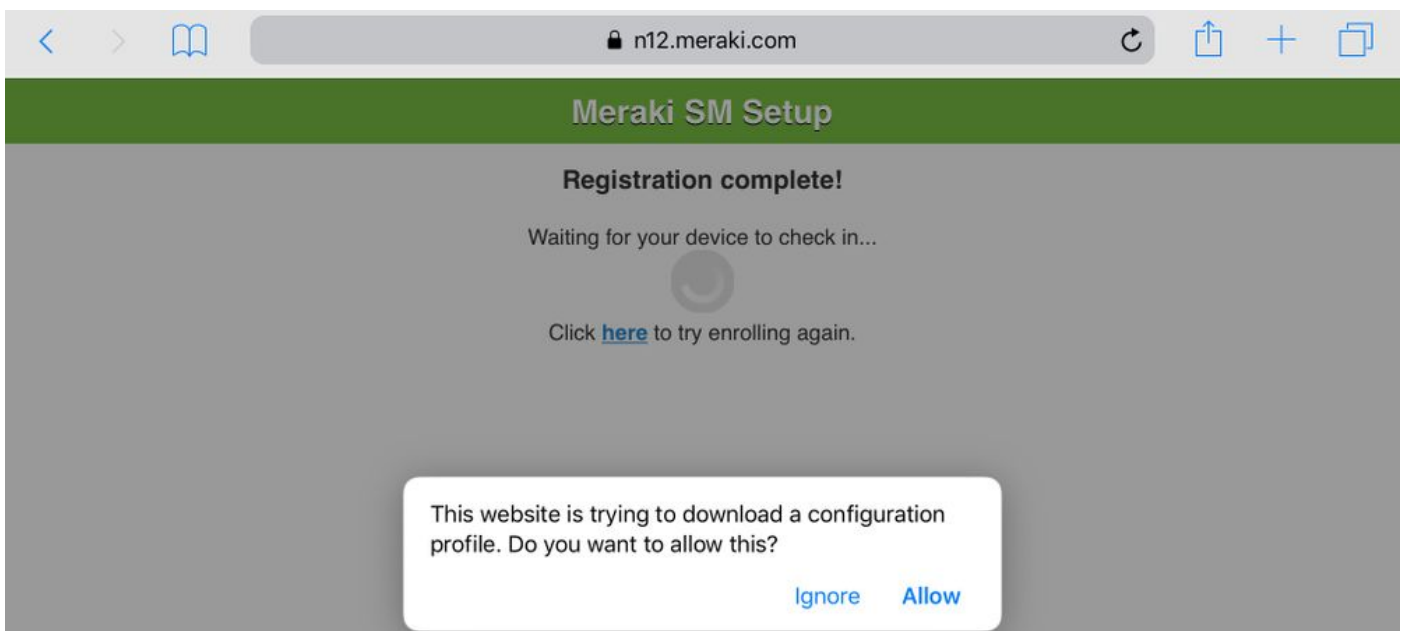 n12.meraki.com
Meraki SM Setup
Registration complete!
Waiting for your device to check in...
Click here to try enrolling again.
This website is trying to download a configuration
profile. Do you want to allow this?
Ignore Allow